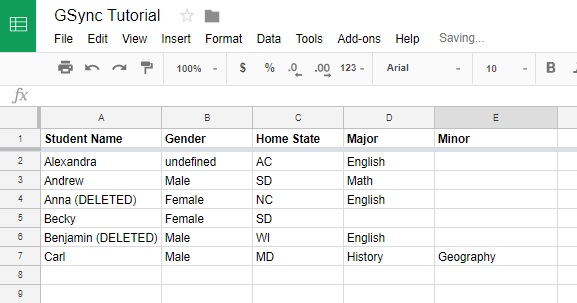 GSync Tutorial
File Edit View Insert Format Data Tools Add-ons Help Saving...
100% $ % .0 .00 123 Arial 10 B
fx
A B C D E
1 Student Name Gender Home State Major Minor
2 Alexandra undefined AC English
3 Andrew Male SD Math
4 Anna (DELETED) Female NC English
5 Becky Female SD
6 Benjamin (DELETED) Male WI English
7 Carl Male MD History Geography
8
9